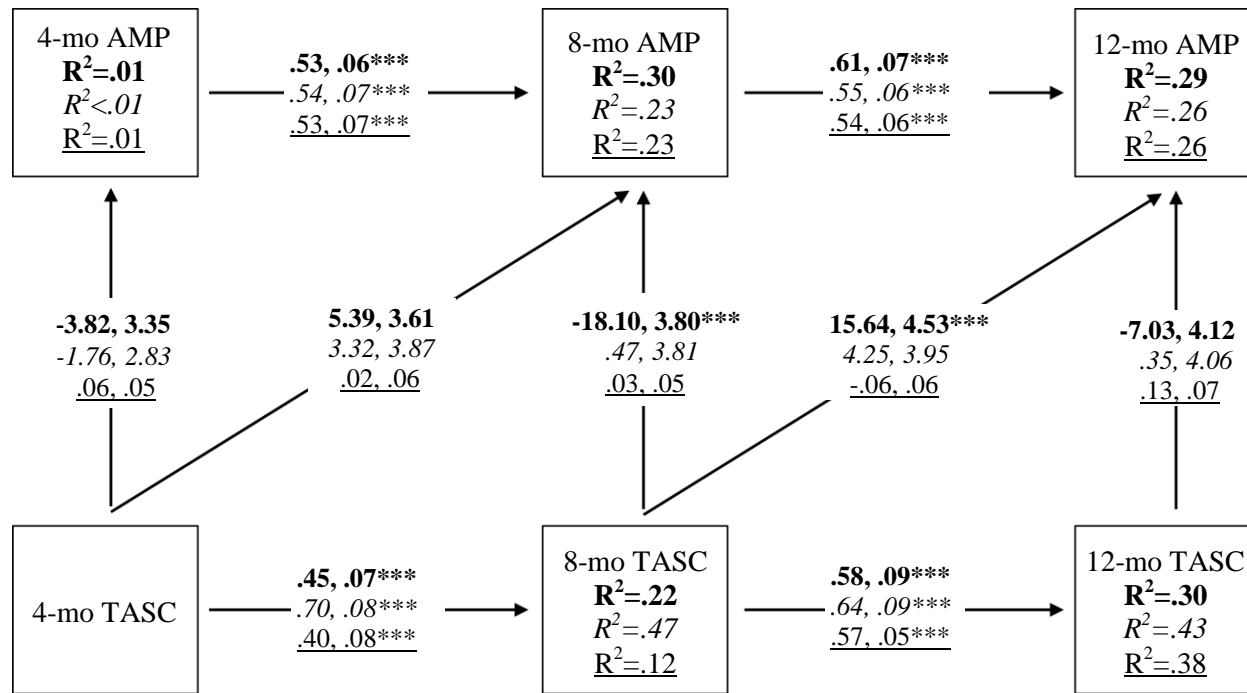 4-mo AMP
R²=.01
R²<.01
R²=.01
.53, .06***
.54, .07***
.53, .07***
8-mo AMP
R²=.30
R²=.23
R²=.23
.61, .07***
.55, .06***
.54, .06***
12-mo AMP
R²=.29
R²=.26
R²=.26
-3.82, 3.35
-1.76, 2.83
.06, .05
5.39, 3.61
3.32, 3.87
.02, .06
-18.10, 3.80***
.47, 3.81
.03, .05
15.64, 4.53***
4.25, 3.95
-.06, .06
-7.03, 4.12
.35, 4.06
.13, .07
4-mo TASC
.45, .07***
.70, .08***
.40, .08***
8-mo TASC
R²=.22
R²=.47
R²=.12
.58, .09***
.64, .09***
.57, .05***
12-mo TASC
R²=.30
R²=.43
R²=.38